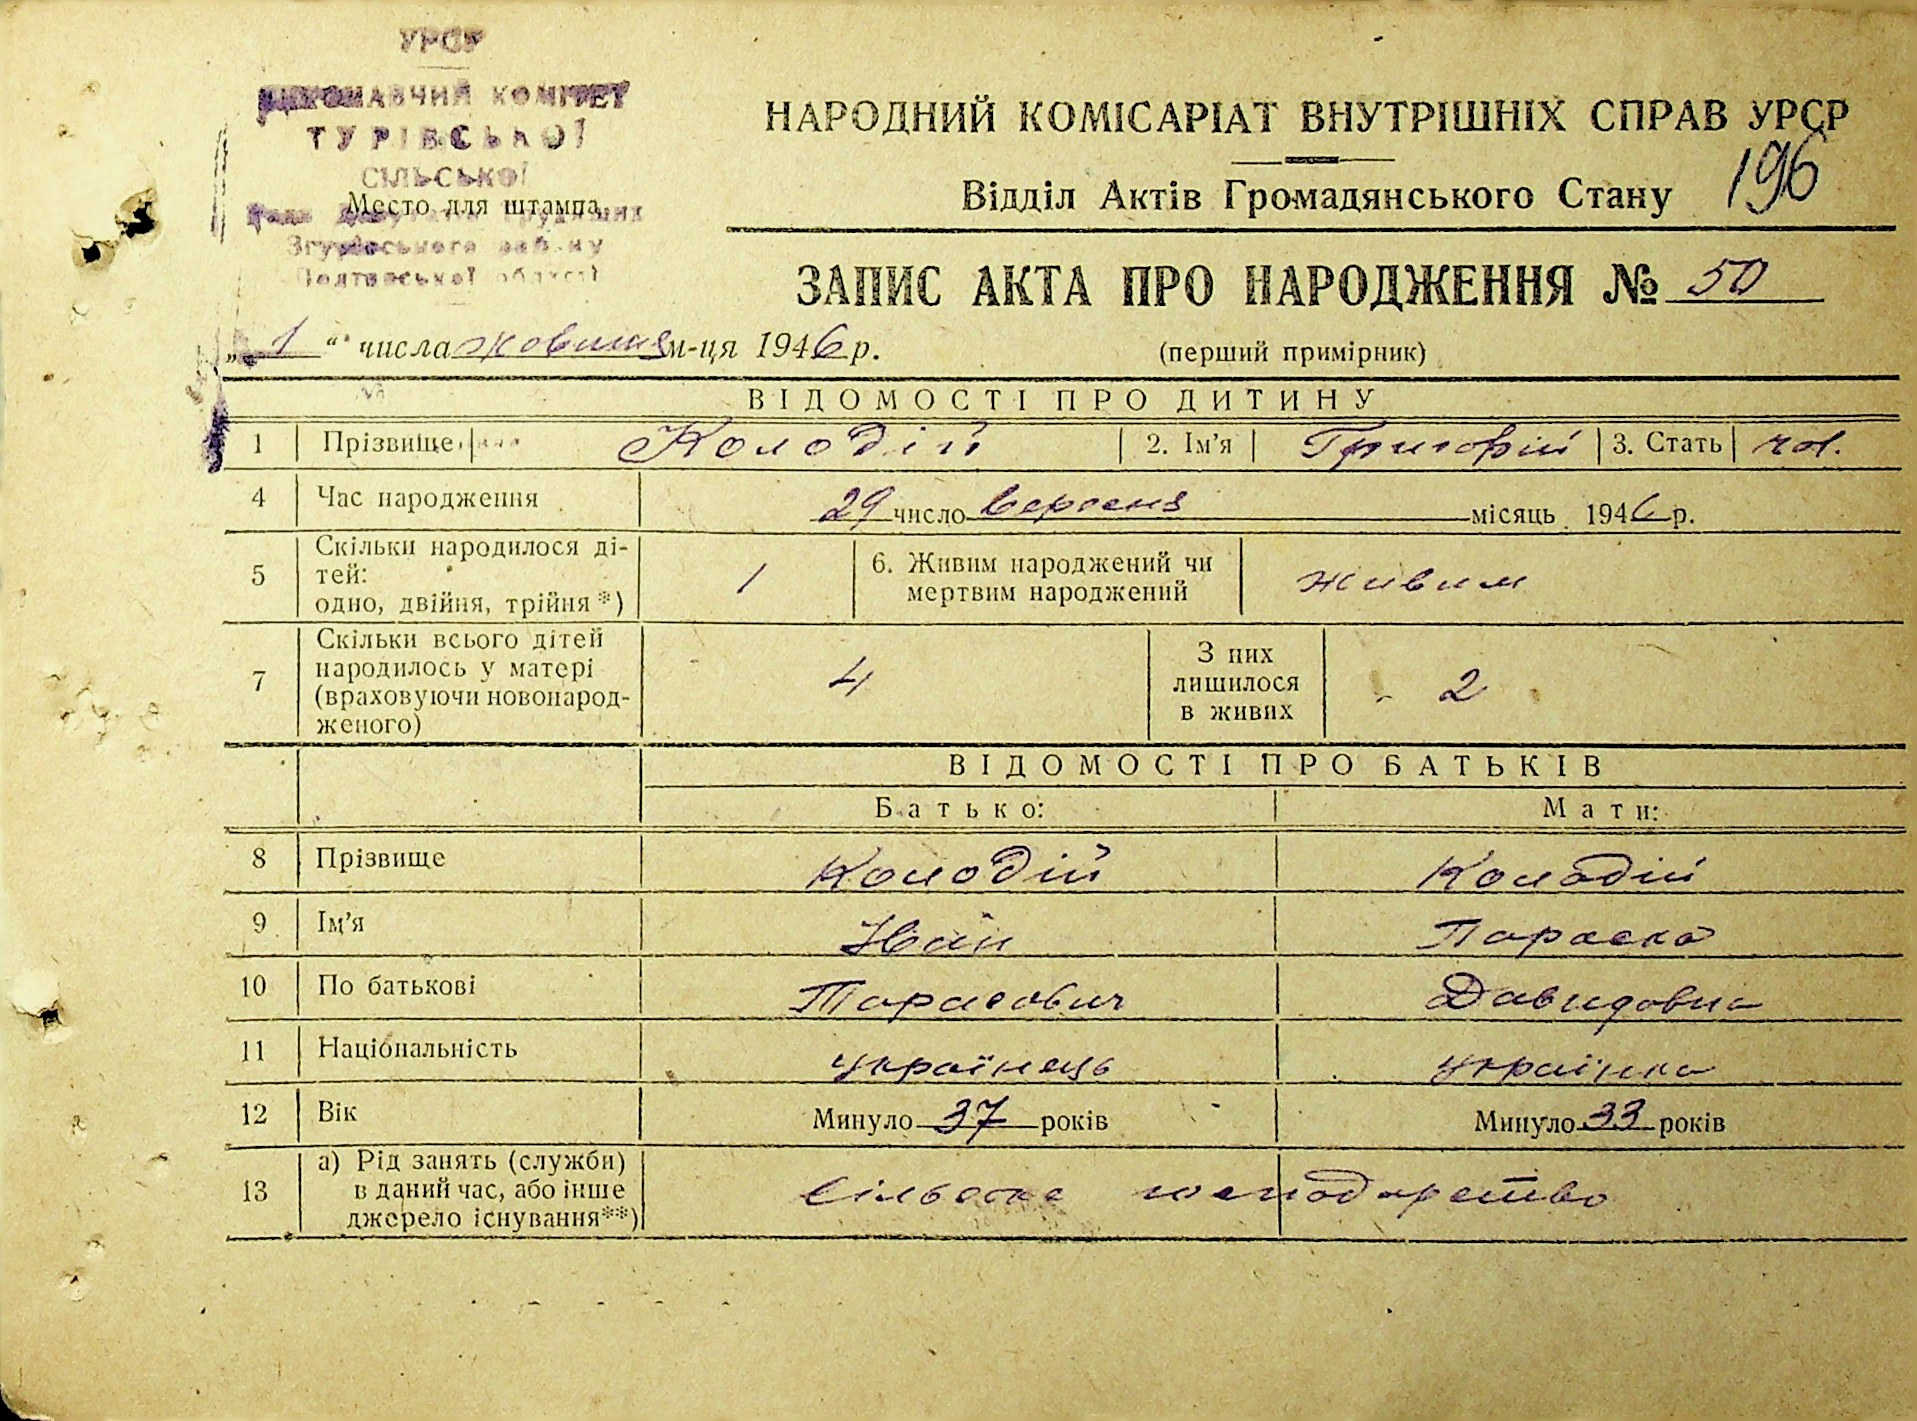 УРСР
ВИКОНАВЧИЙ КОМІТЕТ
ТУРІВСЬКОЇ
СІЛЬСЬКОЇ
Место для штампа
Згурівського району
Полтавської області
НАРОДНИЙ КОМІСАРІАТ ВНУТРІШНІХ СПРАВ УРСР
196
Відділ Актів Громадянського Стану
ЗАПИС АКТА ПРО НАРОДЖЕННЯ № 50
„1“ числа жовтня м-ця 1946 р.
(перший примірник)
ВІДОМОСТІ ПРО ДИТИНУ
1 Прізвище Колодій 2. Ім'я Григорій 3. Стать чол.
4 Час народження 29 число вересня місяць 1946 р.
5 Скільки народилося ді-
тей:
одно, двійня, трійня*) 1
6. Живим народжений чи
мертвим народжений живим
7 Скільки всього дітей
народилось у матері
(враховуючи новонарод-
женого) 4
З них
лишилося
в живих 2
ВІДОМОСТІ ПРО БАТЬКІВ
Батько: Мати:
8 Прізвище Колодій Колодій
9 Ім'я Іван Параска
10 По батькові Тарасович Давидовна
11 Національність українець українка
12 Вік Минуло 37 років Минуло 33 років
13 а) Рід занять (служби)
в даний час, або інше
джерело існування**) сільське господарство